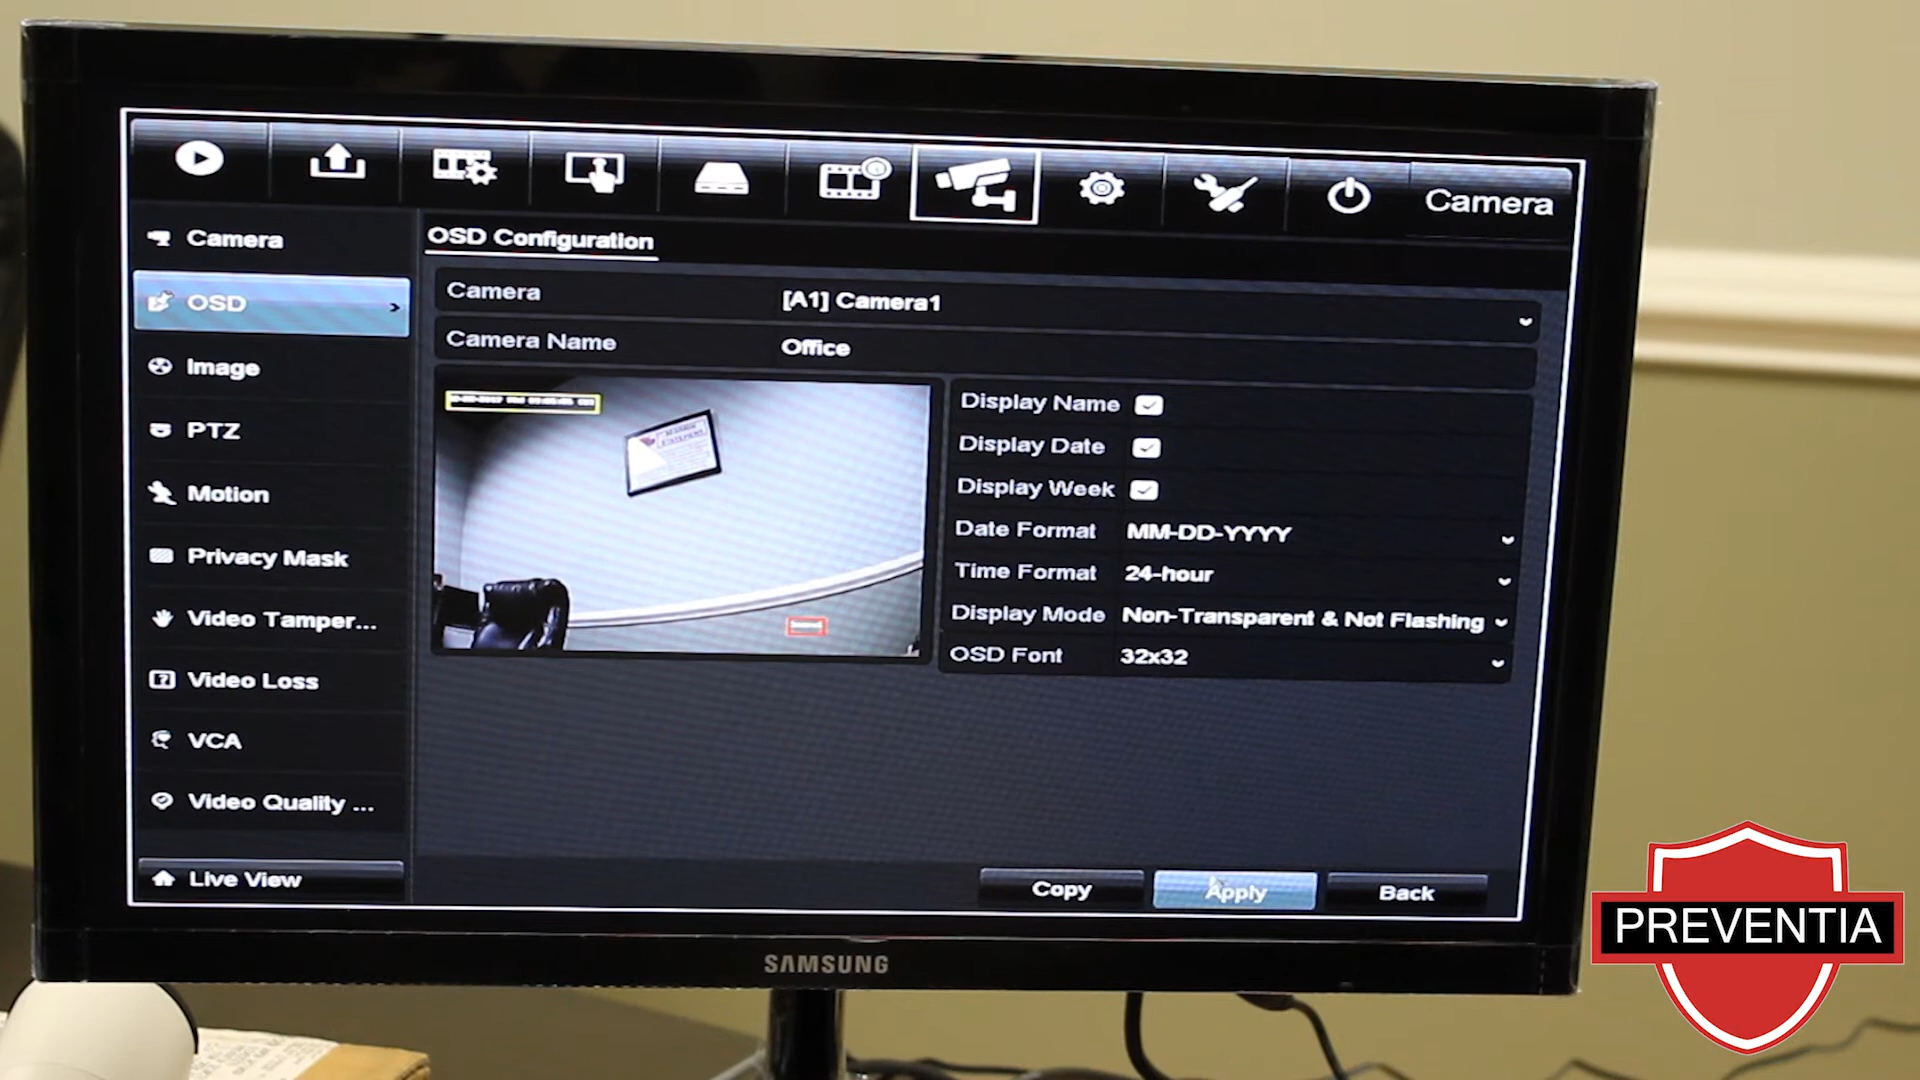 Camera
Camera
OSD
Image
PTZ
Motion
Privacy Mask
Video Tamper...
Video Loss
VCA
Video Quality ...
Live View
OSD Configuration
Camera [A1] Camera1
Camera Name Office
STATEMENT
Display Name
Display Date
Display Week
Date Format MM-DD-YYYY
Time Format 24-hour
Display Mode Non-Transparent & Not Flashing
OSD Font 32x32
Copy Apply Back
SAMSUNG
PREVENTIA